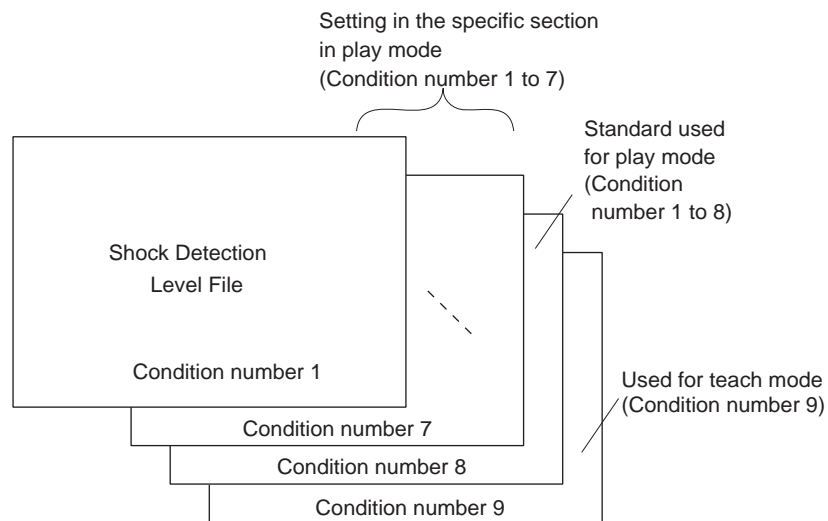 Setting in the specific section
in play mode
(Condition number 1 to 7)
Standard used
for play mode
(Condition
number 1 to 8)
Shock Detection
Level File
Condition number 1
Used for teach mode
(Condition number 9)
Condition number 7
Condition number 8
Condition number 9